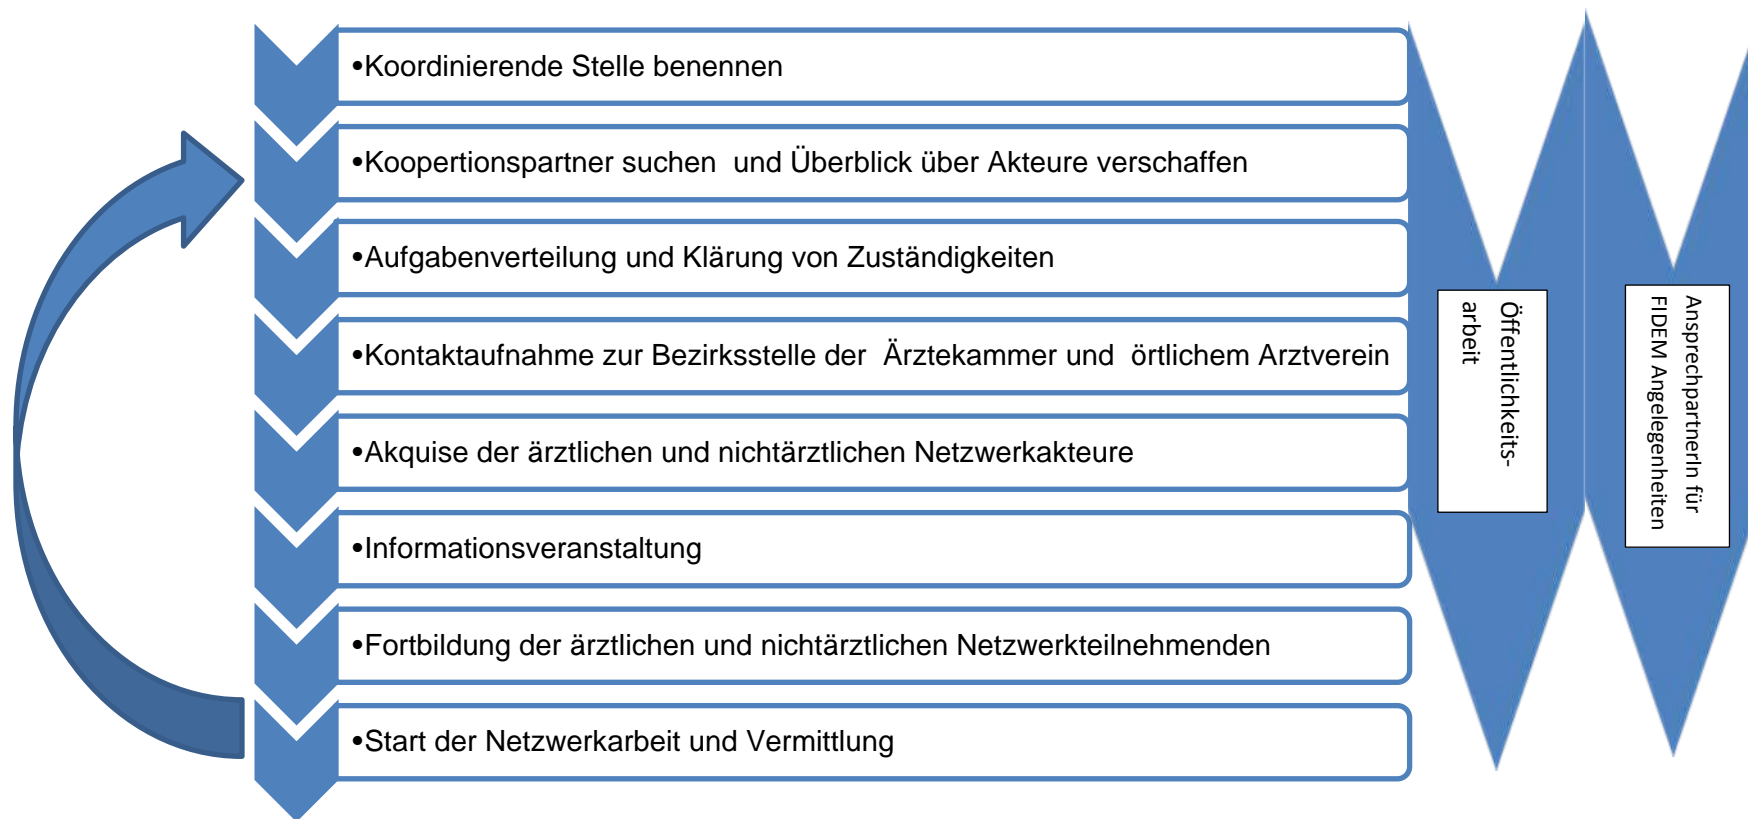 •Koordinierende Stelle benennen
•Koopertionspartner suchen  und Überblick über Akteure verschaffen
•Aufgabenverteilung und Klärung von Zuständigkeiten
•Kontaktaufnahme zur Bezirksstelle der  Ärztekammer und  örtlichem Arztverein
•Akquise der ärztlichen und nichtärztlichen Netzwerkakteure
•Informationsveranstaltung
•Fortbildung der ärztlichen und nichtärztlichen Netzwerkteilnehmenden
•Start der Netzwerkarbeit und Vermittlung
Öffentlichkeits-
arbeit
AnsprechpartnerIn für
FIDEM Angelegenheiten